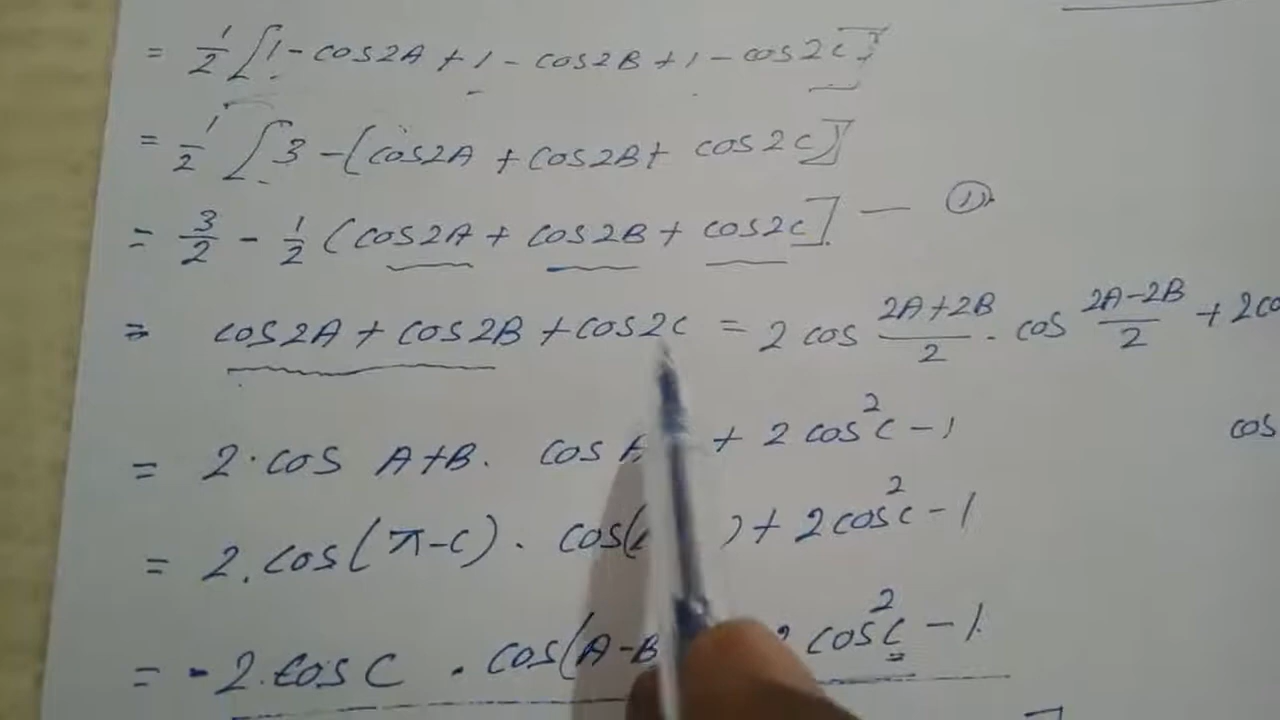 = 1/2 [1 - cos2A + 1 - cos2B + 1 - cos2C]
= 1/2 [3 - (cos2A + cos2B + cos2C]
= 3/2 - 1/2 (cos2A + cos2B + cos2C] — ①
⇒ cos2A + cos2B + cos2C = 2 cos (2A+2B)/2 . cos (2A-2B)/2 + 2co
= 2. cos A+B. cos + 2 cos²C - 1 cos
= 2. cos(π-C) . cos( ) + 2cos²C - 1
= - 2. cos C . cos(A-B cos²C - 1.